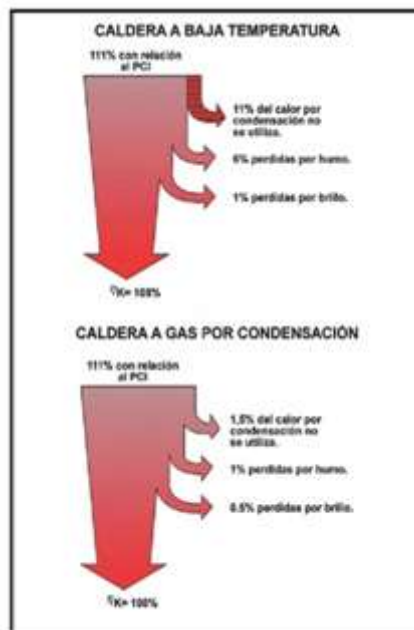 CALDERA A BAJA TEMPERATURA
111% con relación
al PCI
11% del calor por
condensación no
se utiliza.
6% perdidas por humo.
1% perdidas por brillo.
ηK= 108%
CALDERA A GAS POR CONDENSACIÓN
111% con relación
al PCI
1,5% del calor por
condensación no
se utiliza.
1% perdidas por humo.
0.5% perdidas por brillo.
ηK= 100%